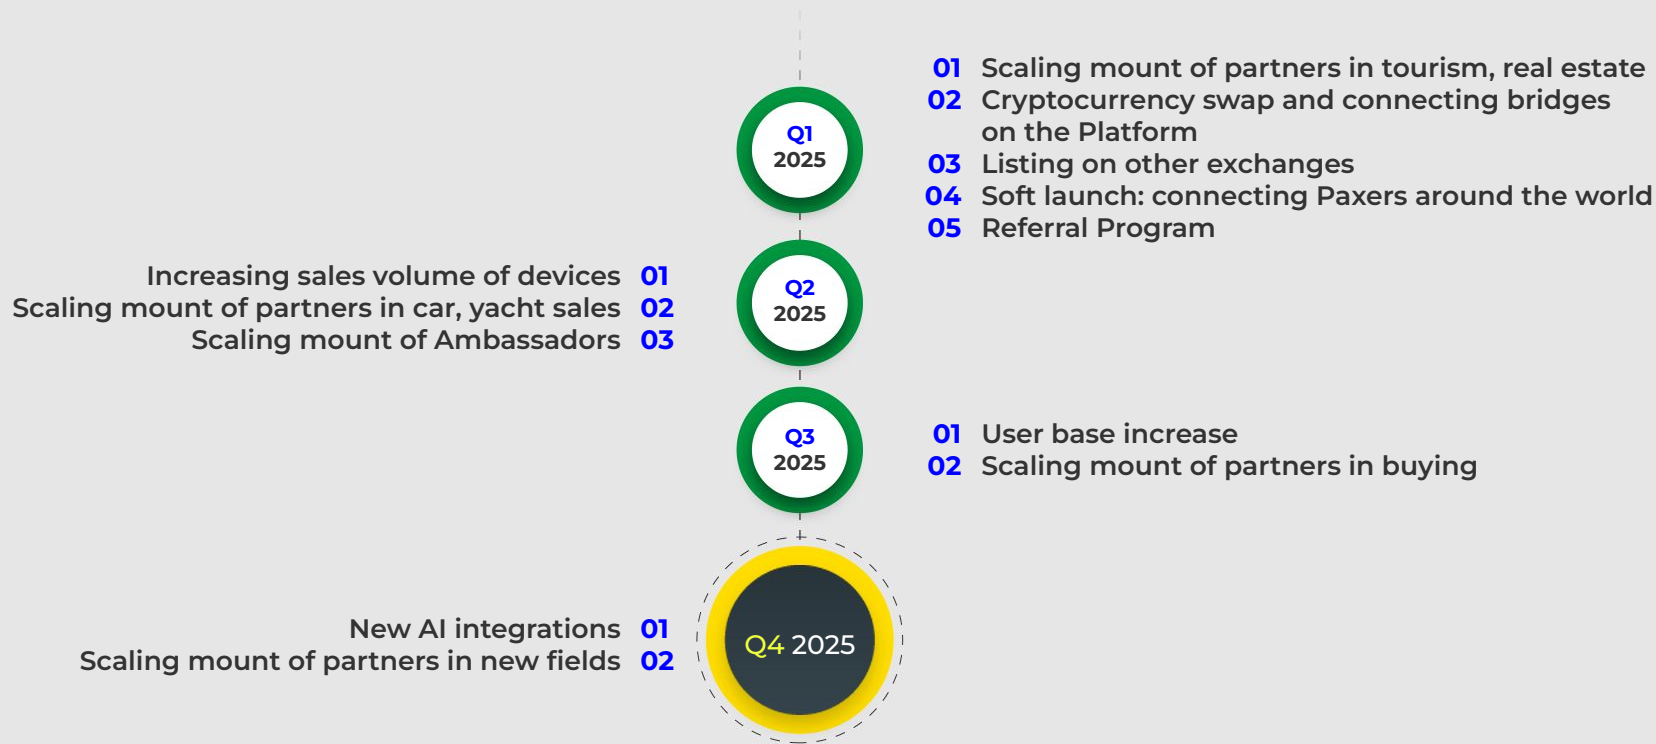 Q1
2025
01 Scaling mount of partners in tourism, real estate
02 Cryptocurrency swap and connecting bridges
on the Platform
03 Listing on other exchanges
04 Soft launch: connecting Paxers around the world
05 Referral Program
Increasing sales volume of devices 01
Scaling mount of partners in car, yacht sales 02
Scaling mount of Ambassadors 03
Q2
2025
Q3
2025
01 User base increase
02 Scaling mount of partners in buying
New AI integrations 01
Scaling mount of partners in new fields 02
Q4 2025